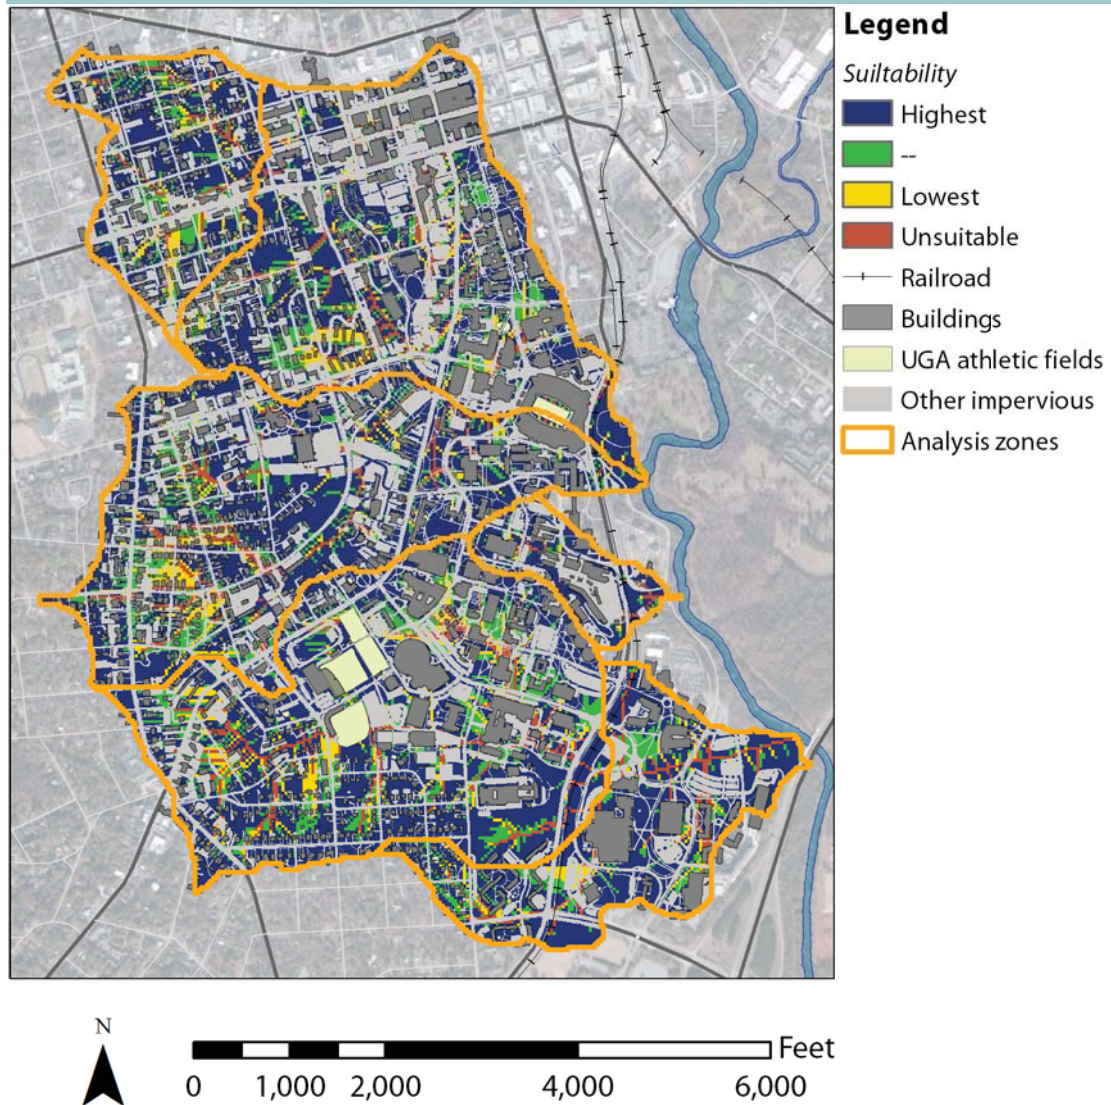 Legend
Suiltability
Highest
--
Lowest
Unsuitable
Railroad
Buildings
UGA athletic fields
Other impervious
Analysis zones
N
Feet
0 1,000 2,000 4,000 6,000